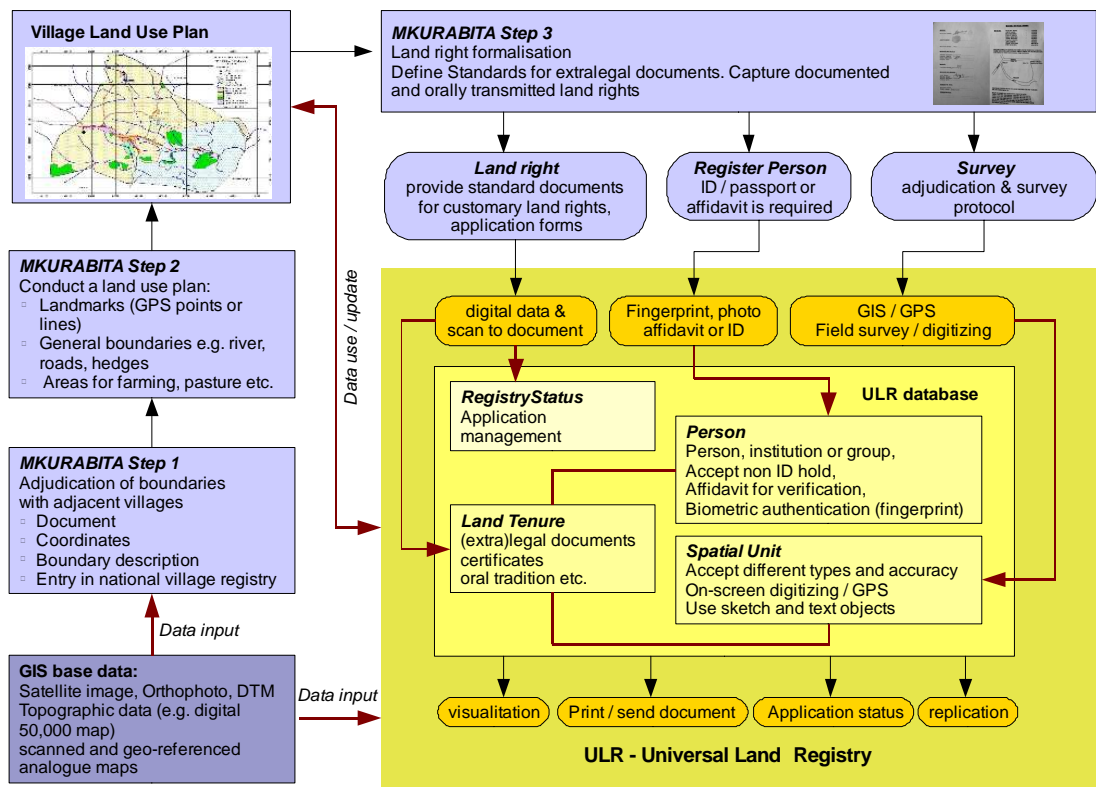 Village Land Use Plan
MKURABITA Step 3
Land right formalisation
Define Standards for extralegal documents. Capture documented
and orally transmitted land rights
Land right
provide standard documents
for customary land rights,
application forms
Register Person
ID / passport or
affidavit is required
Survey
adjudication & survey
protocol
MKURABITA Step 2
Conduct a land use plan:
Landmarks (GPS points or
lines)
General boundaries e.g. river,
roads, hedges
Areas for farming, pasture etc.
Data use / update
digital data &
scan to document
Fingerprint, photo
affidavit or ID
GIS / GPS
Field survey / digitizing
ULR database
RegistryStatus
Application
management
Person
Person, institution or group,
Accept non ID hold,
Affidavit for verification,
Biometric authentication (fingerprint)
MKURABITA Step 1
Adjudication of boundaries
with adjacent villages
Document
Coordinates
Boundary description
Entry in national village registry
Land Tenure
(extra)legal documents
certificates
oral tradition etc.
Spatial Unit
Accept different types and accuracy
On-screen digitizing / GPS
Use sketch and text objects
Data input
GIS base data:
Satellite image, Orthophoto, DTM
Topographic data (e.g. digital
50,000 map)
scanned and geo-referenced
analogue maps
Data input
visualitation
Print / send document
Application status
replication
ULR - Universal Land Registry